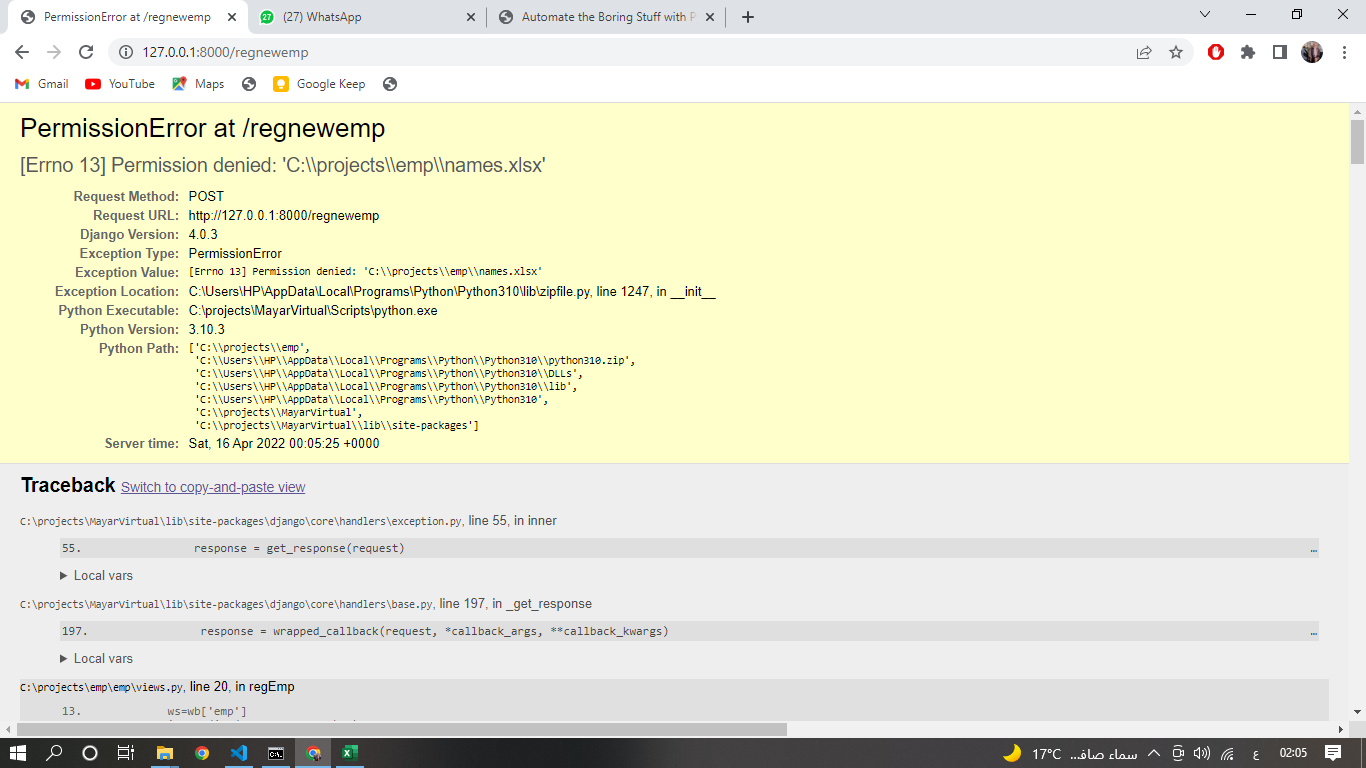 PermissionError at /regnewemp
(27) WhatsApp
Automate the Boring Stuff with P
127.0.0.1:8000/regnewemp
Gmail
YouTube
Maps
Google Keep
PermissionError at /regnewemp
[Errno 13] Permission denied: 'C:\\projects\\emp\\names.xlsx'
Request Method: POST
Request URL: http://127.0.0.1:8000/regnewemp
Django Version: 4.0.3
Exception Type: PermissionError
Exception Value: [Errno 13] Permission denied: 'C:\\projects\\emp\\names.xlsx'
Exception Location: C:\Users\HP\AppData\Local\Programs\Python\Python310\lib\zipfile.py, line 1247, in __init__
Python Executable: C:\projects\MayarVirtual\Scripts\python.exe
Python Version: 3.10.3
Python Path: ['C:\\projects\\emp',
'C:\\Users\\HP\\AppData\\Local\\Programs\\Python\\Python310\\python310.zip',
'C:\\Users\\HP\\AppData\\Local\\Programs\\Python\\Python310\\DLLs',
'C:\\Users\\HP\\AppData\\Local\\Programs\\Python\\Python310\\lib',
'C:\\Users\\HP\\AppData\\Local\\Programs\\Python\\Python310',
'C:\\projects\\MayarVirtual',
'C:\\projects\\MayarVirtual\\lib\\site-packages']
Server time: Sat, 16 Apr 2022 00:05:25 +0000
Traceback Switch to copy-and-paste view
C:\projects\MayarVirtual\lib\site-packages\django\core\handlers\exception.py, line 55, in inner
55. response = get_response(request) …
▶ Local vars
C:\projects\MayarVirtual\lib\site-packages\django\core\handlers\base.py, line 197, in _get_response
197. response = wrapped_callback(request, *callback_args, **callback_kwargs) …
▶ Local vars
C:\projects\emp\emp\views.py, line 20, in regEmp
13. ws=wb['emp']
17°C سماء صافـ...
ع
02:05